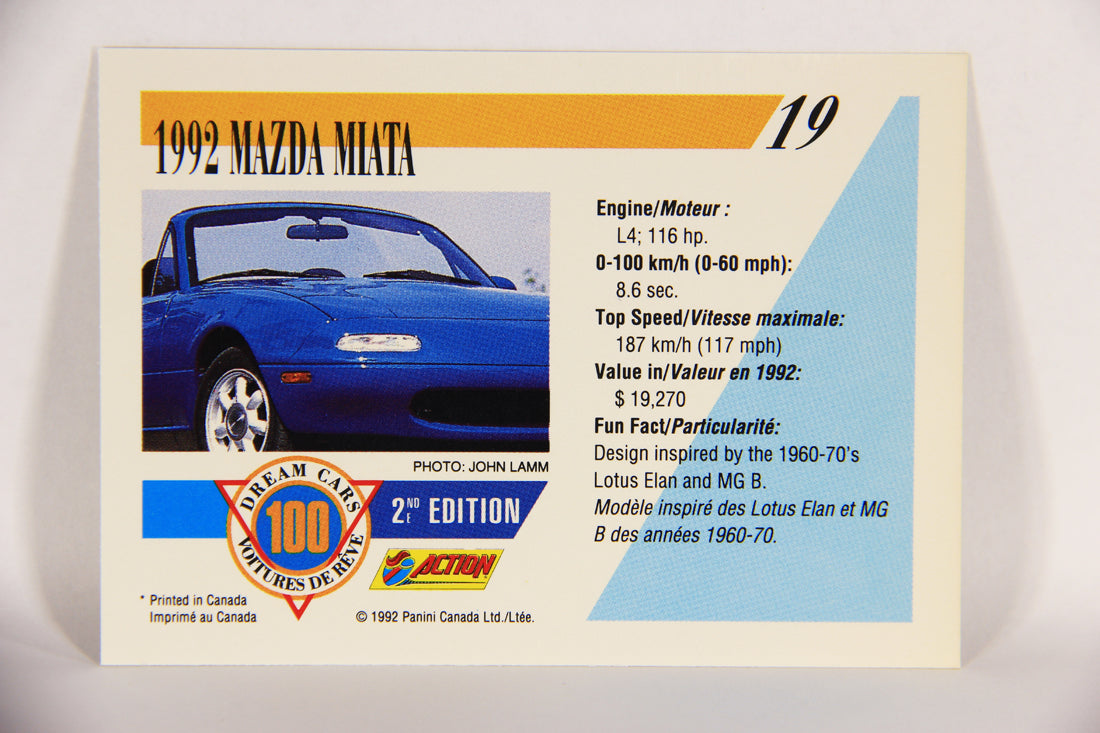 1992 MAZDA MIATA
19
Engine/Moteur :
L4; 116 hp.
0-100 km/h (0-60 mph):
8.6 sec.
Top Speed/Vitesse maximale:
187 km/h (117 mph)
Value in/Valeur en 1992:
$ 19,270
Fun Fact/Particularité:
Design inspired by the 1960-70's
Lotus Elan and MG B.
Modèle inspiré des Lotus Elan et MG
B des années 1960-70.
PHOTO: JOHN LAMM
DREAM CARS
100
VOITURES DE RÊVE
2ND E EDITION
ACTION
* Printed in Canada
Imprimé au Canada
© 1992 Panini Canada Ltd./Ltée.